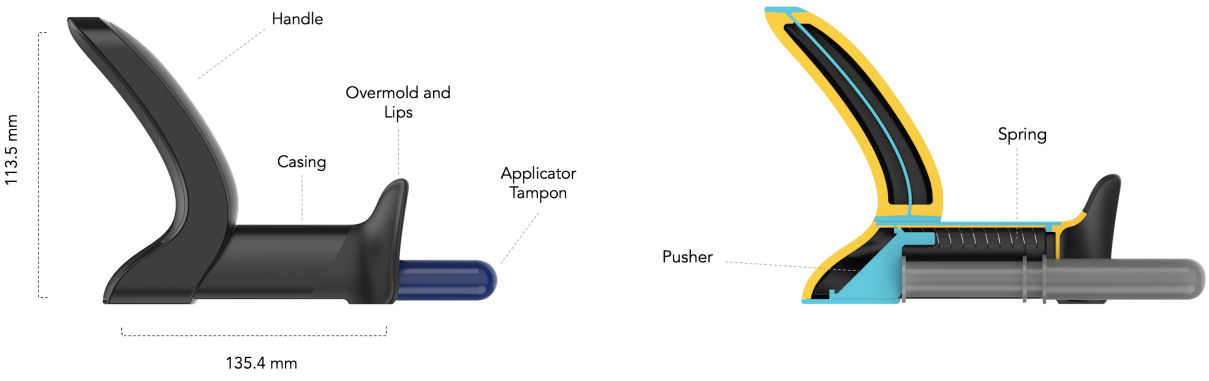 Handle
Overmold and
Lips
Casing
Applicator
Tampon
113.5 mm
135.4 mm
Spring
Pusher